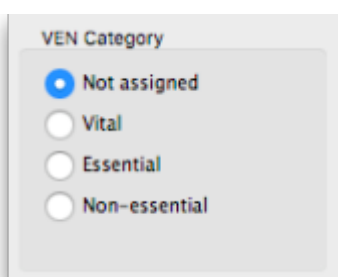 VEN Category
Not assigned
Vital
Essential
Non-essential